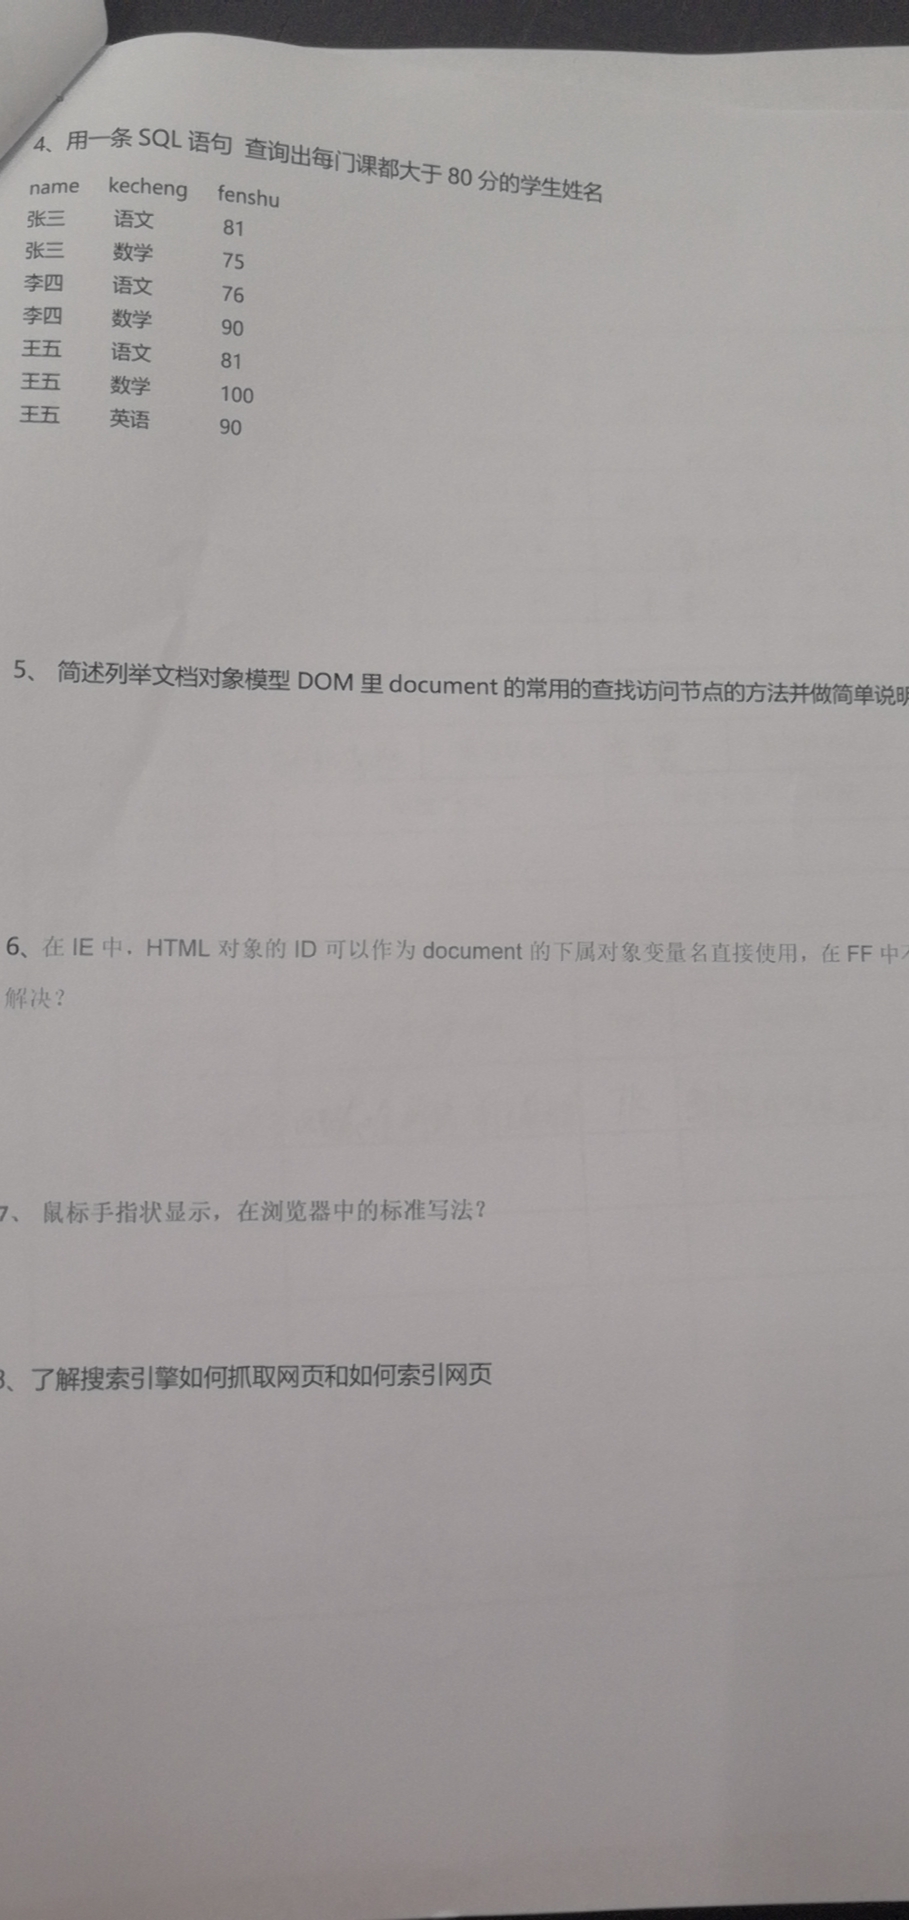 4、用一条 SQL 语句 查询出每门课都大于 80 分的学生姓名
name kecheng fenshu
张三 语文 81
张三 数学 75
李四 语文 76
李四 数学 90
王五 语文 81
王五 数学 100
王五 英语 90
5、 简述列举文档对象模型 DOM 里 document 的常用的查找访问节点的方法并做简单说明
6、在 IE 中，HTML 对象的 ID 可以作为 document 的下属对象变量名直接使用，在 FF 中
解决？
7、 鼠标手指状显示，在浏览器中的标准写法？
8、了解搜索引擎如何抓取网页和如何索引网页